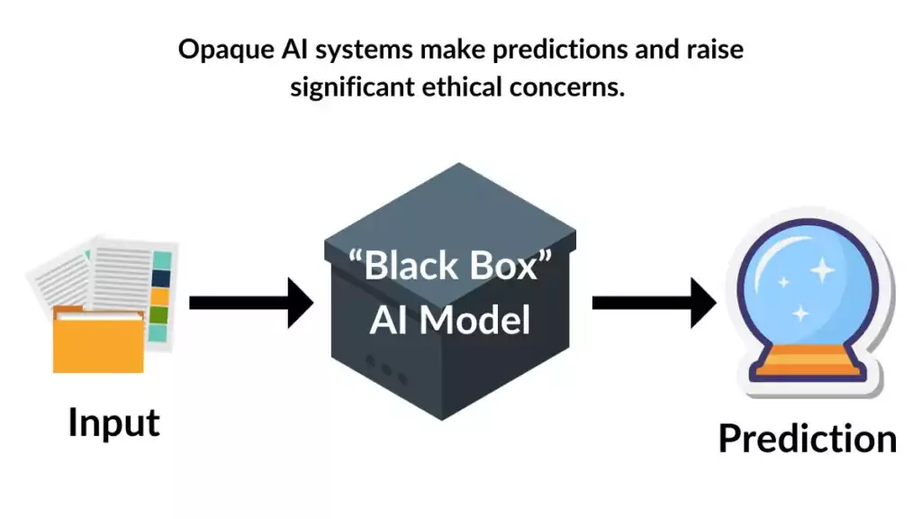 Opaque AI systems make predictions and raise
significant ethical concerns.
“Black Box”
AI Model
Input
Prediction